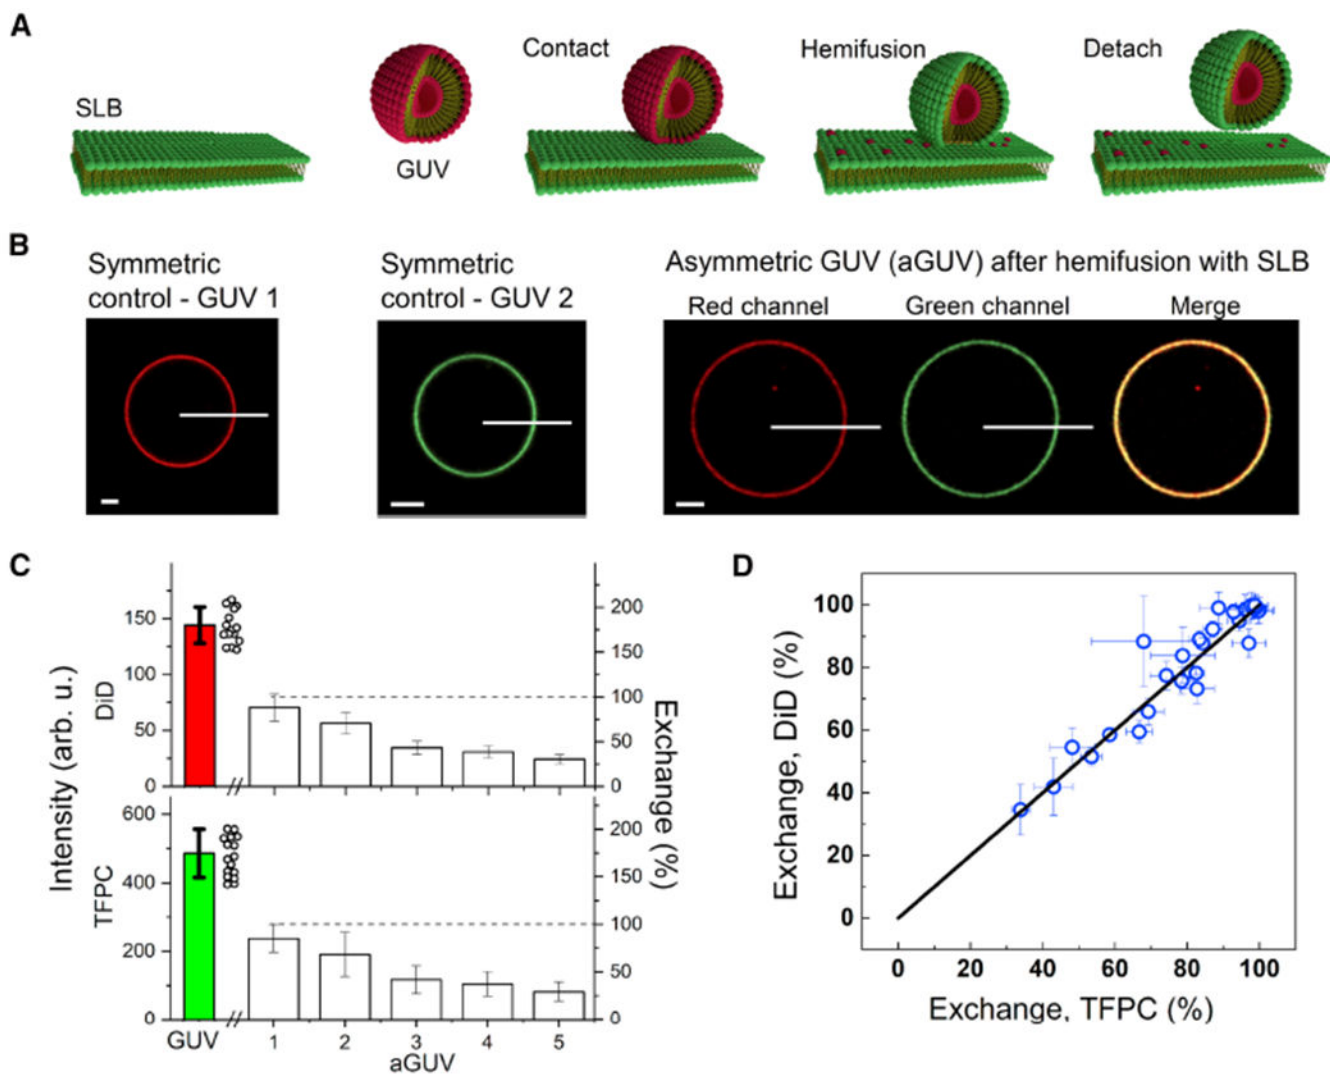 A
SLB
GUV
Contact
Hemifusion
Detach
B
Symmetric
control - GUV 1
Symmetric
control - GUV 2
Asymmetric GUV (aGUV) after hemifusion with SLB
Red channel
Green channel
Merge
C
Intensity (arb. u.)
DiD
150
100
50
0
200
150
100
50
0
Exchange (%)
TFPC
600
400
200
0
200
150
100
50
0
GUV
1
2
3
4
5
aGUV
D
Exchange, DiD (%)
100
80
60
40
20
0
0
20
40
60
80
100
Exchange, TFPC (%)